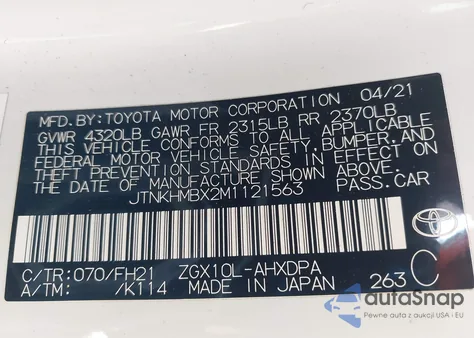 MFD.BY:TOYOTA MOTOR CORPORATION 04/21
GVWR 4320LB GAWR FR 2315LB RR 2370LB
THIS VEHICLE CONFORMS TO ALL APPLICABLE
FEDERAL MOTOR VEHICLE SAFETY,BUMPER,AND
THEFT PREVENTION STANDARDS IN EFFECT ON
THE DATE OF MANUFACTURE SHOWN ABOVE.
JTNKHMBX2M1121563 PASS.CAR
C/TR:070/FH21 ZGX10L-AHXDPA
A/TM: /K114 MADE IN JAPAN 263 C
autoSnap
Pewne auta z aukcji USA i EU